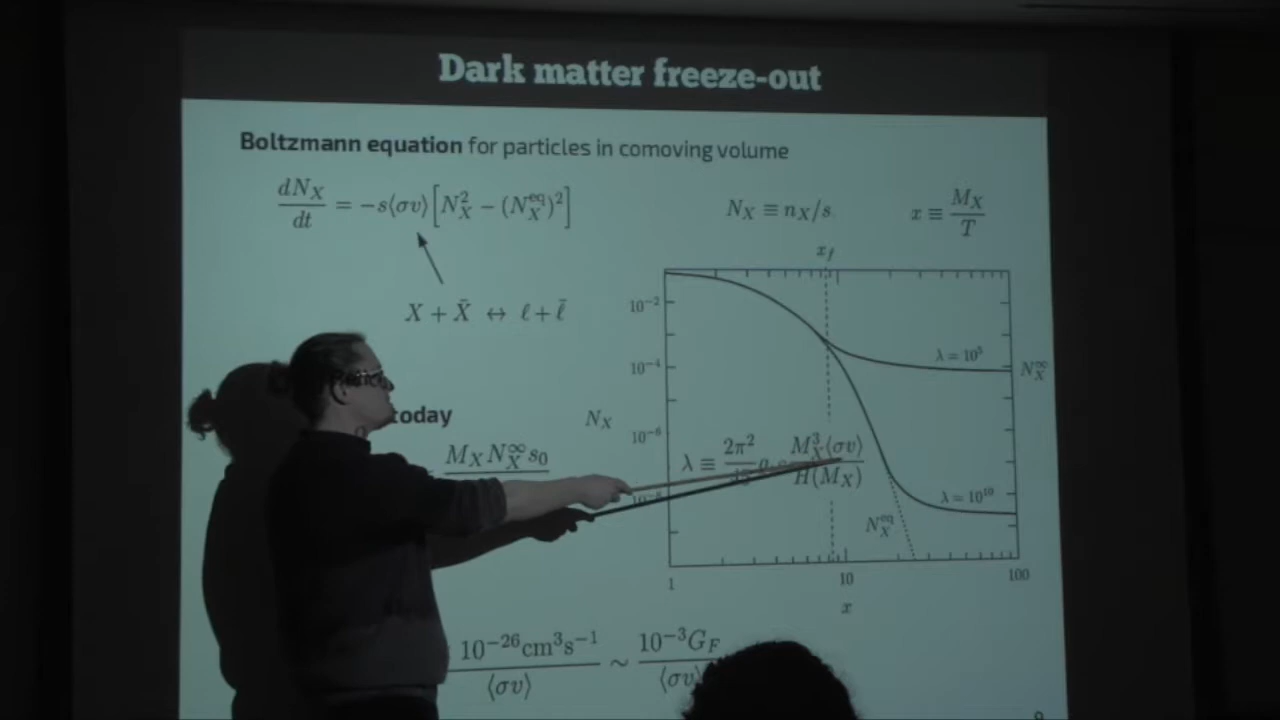 Dark matter freeze-out
Boltzmann equation for particles in comoving volume
dN_X/dt = −s⟨σv⟩[N_X^2 − (N_X^eq)^2]
N_X ≡ n_X/s
x ≡ M_X/T
X + X̄ ↔ ℓ + ℓ̄
x_f
10^−2
λ = 10^5
10^−4
N_X^∞
today
N_X
10^−6
M_X N_X^∞ s_0
λ ≡ 2π^2 M_X^3⟨σv⟩/H(M_X)
10^−8
λ = 10^10
N_X^eq
1 10 100
x
10^−26 cm^3 s^−1/⟨σv⟩ ∼ 10^−3 G_F/⟨σv